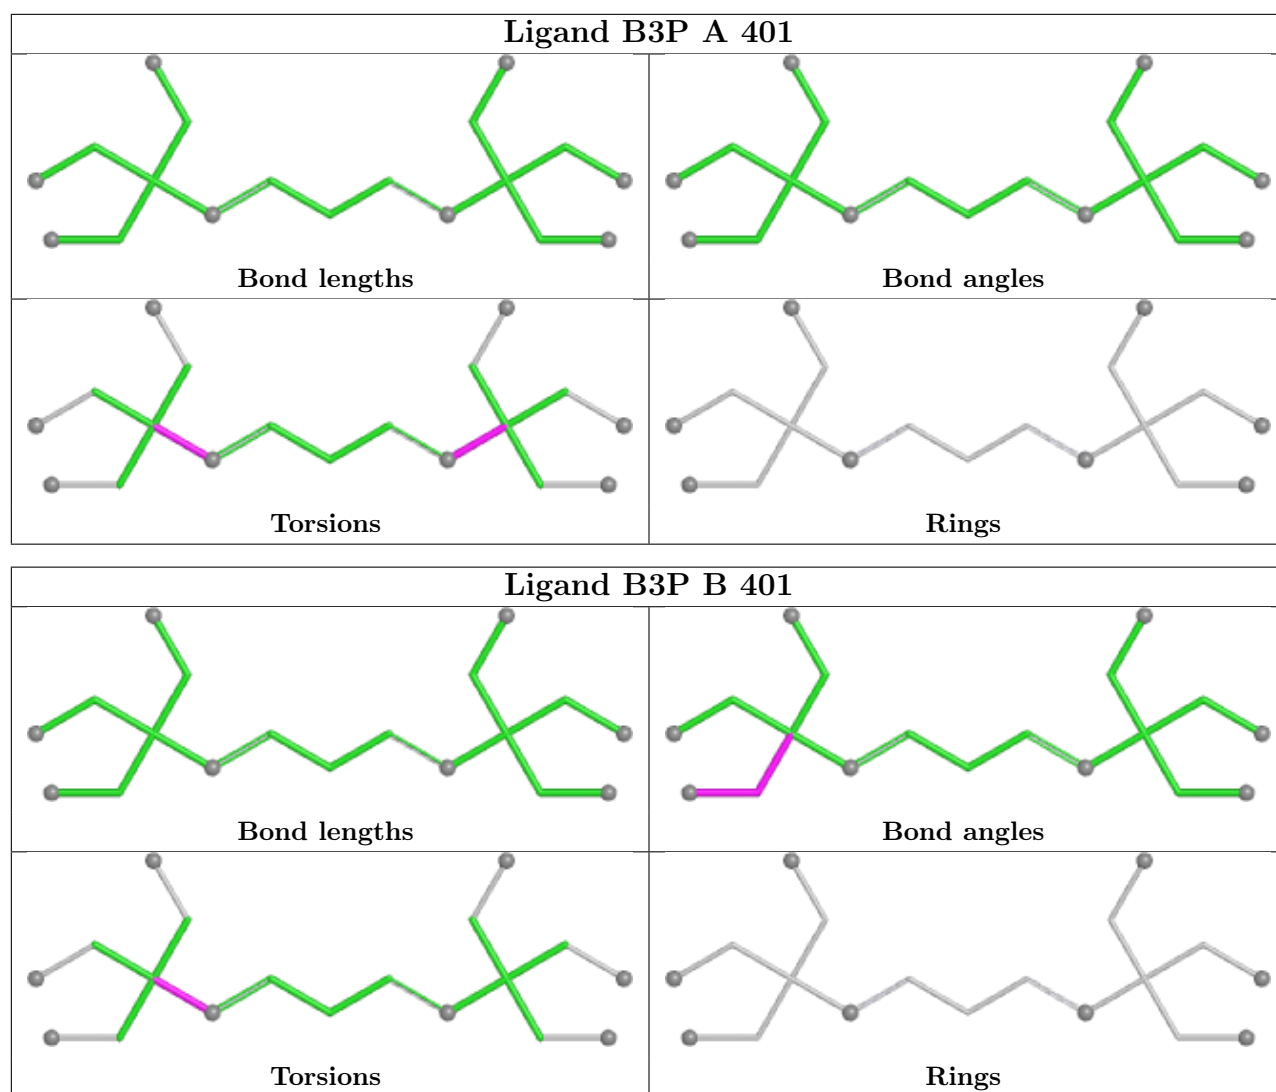 Ligand B3P A 401
Bond lengths
Bond angles
Torsions
Rings
Ligand B3P B 401
Bond lengths
Bond angles
Torsions
Rings